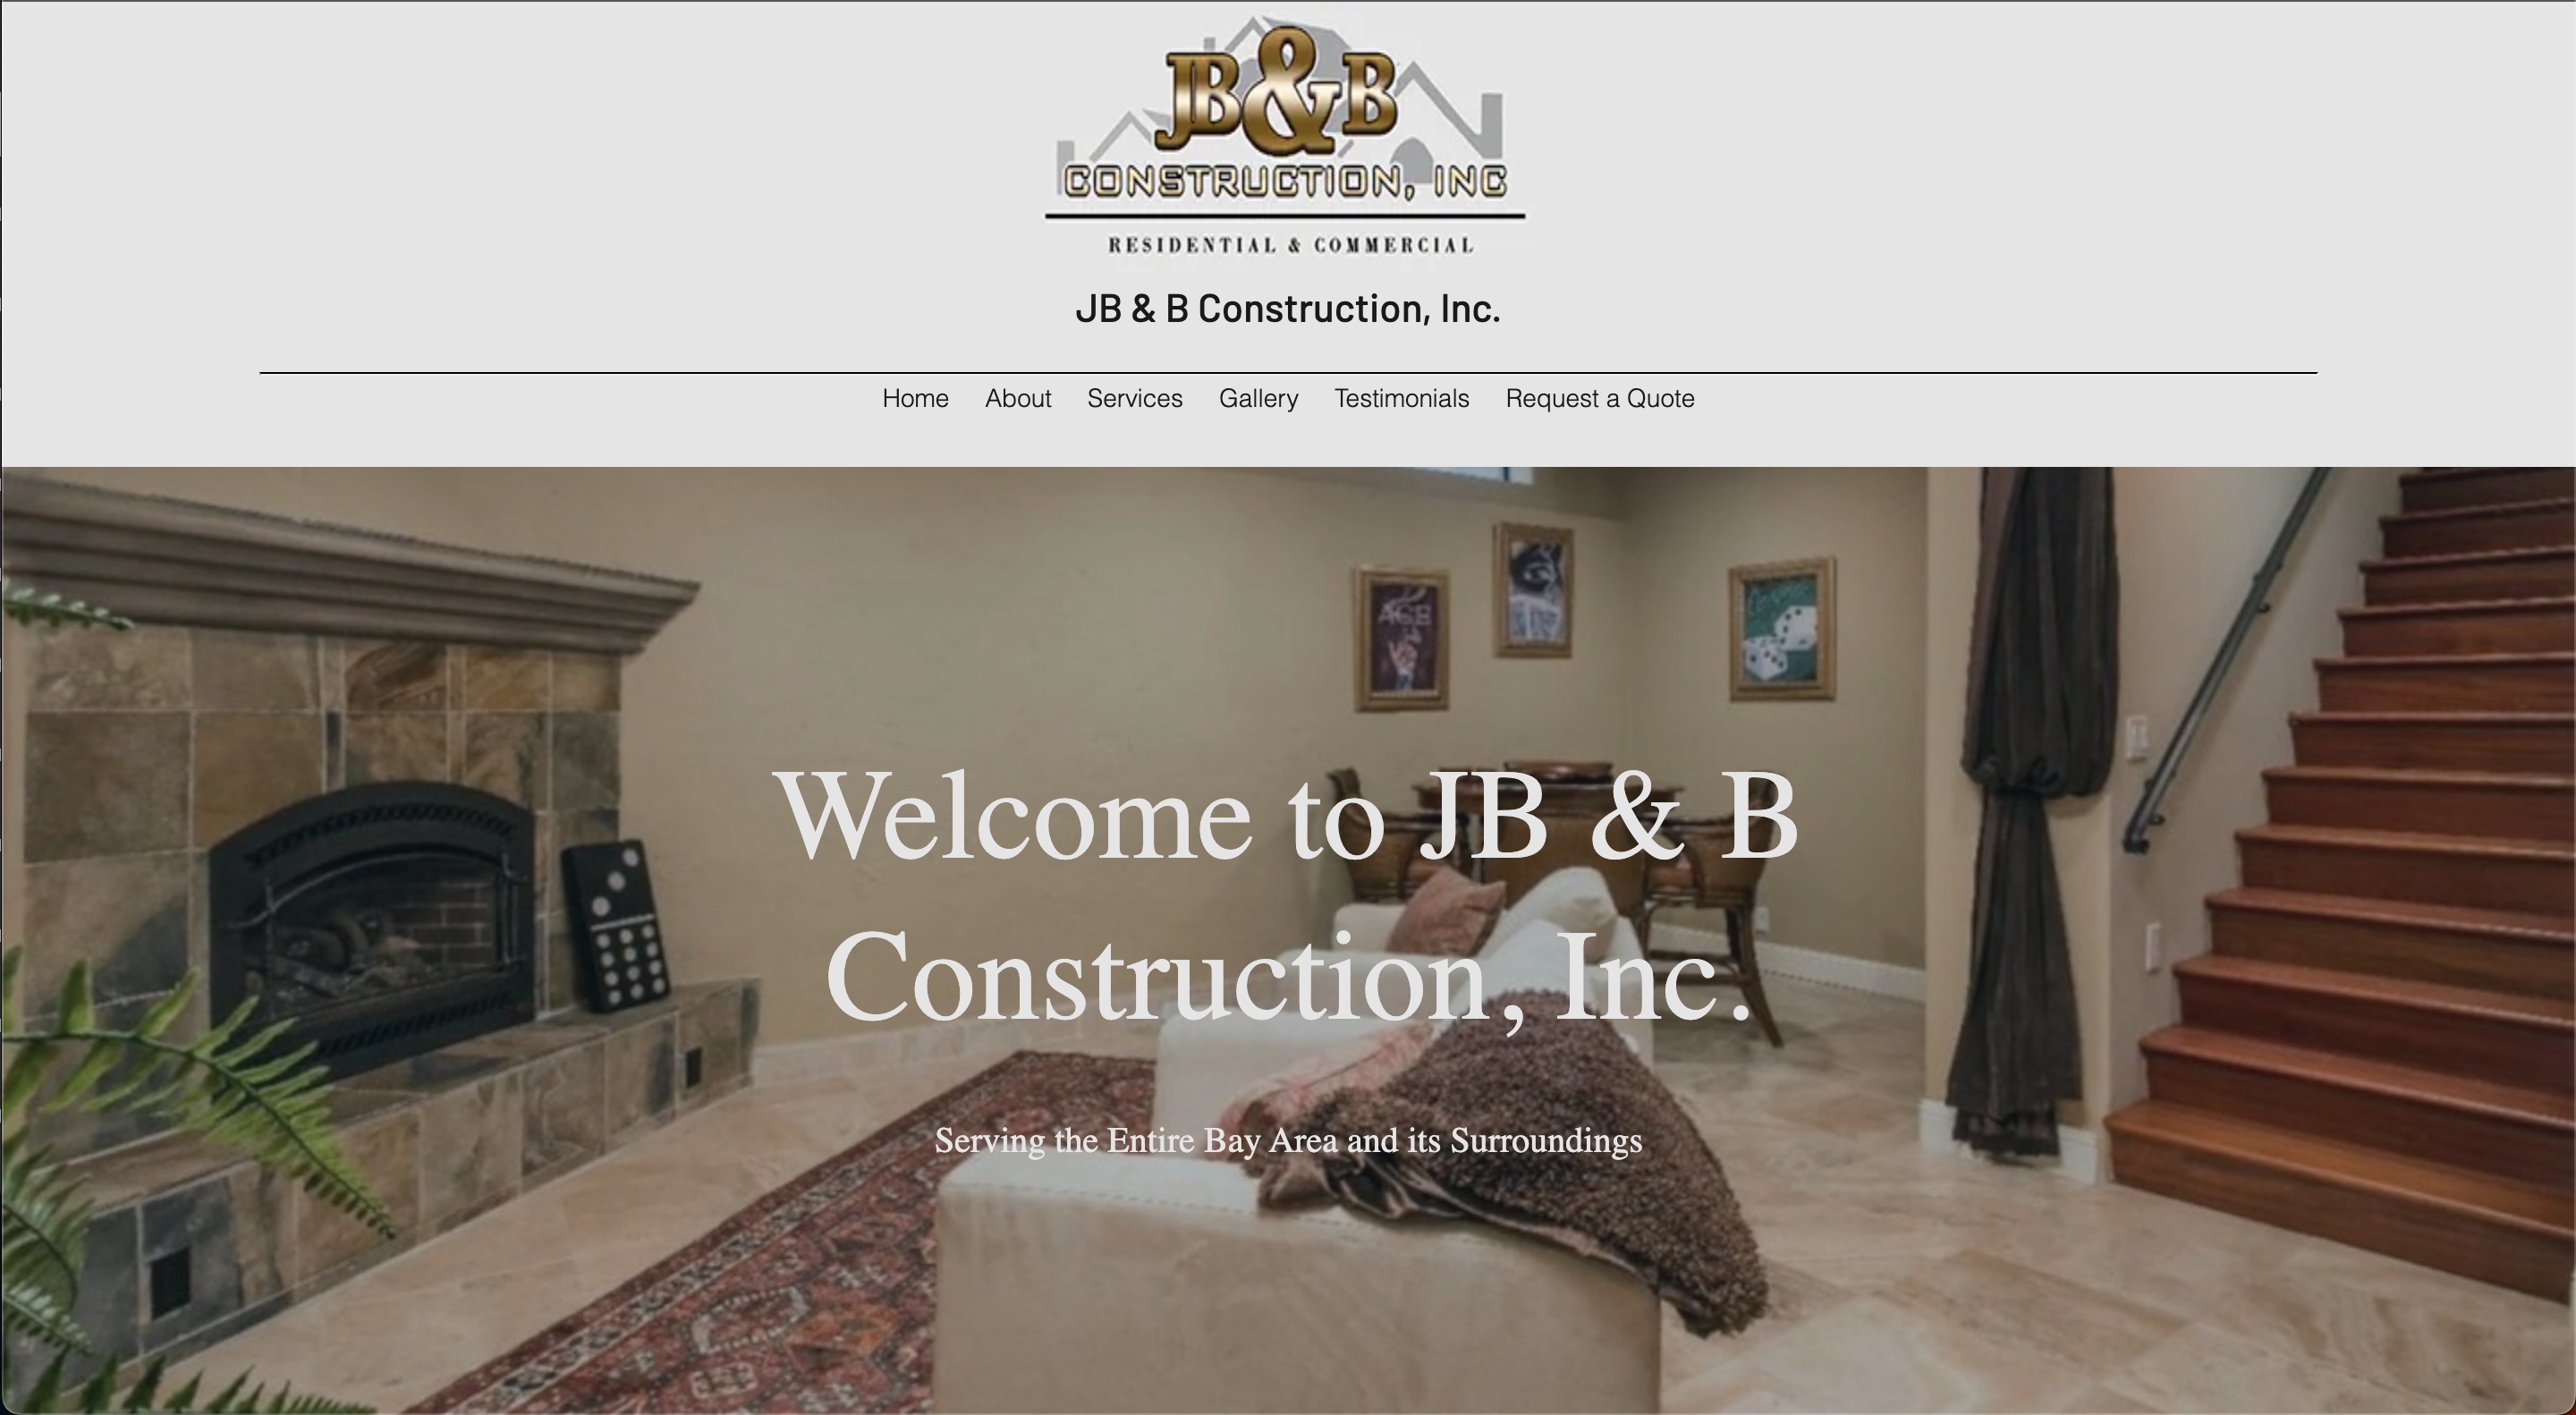 JB&B
CONSTRUCTION, INC
RESIDENTIAL & COMMERCIAL
JB & B Construction, Inc.
Home About Services Gallery Testimonials Request a Quote
Welcome to JB & B
Construction, Inc.
Serving the Entire Bay Area and its Surroundings